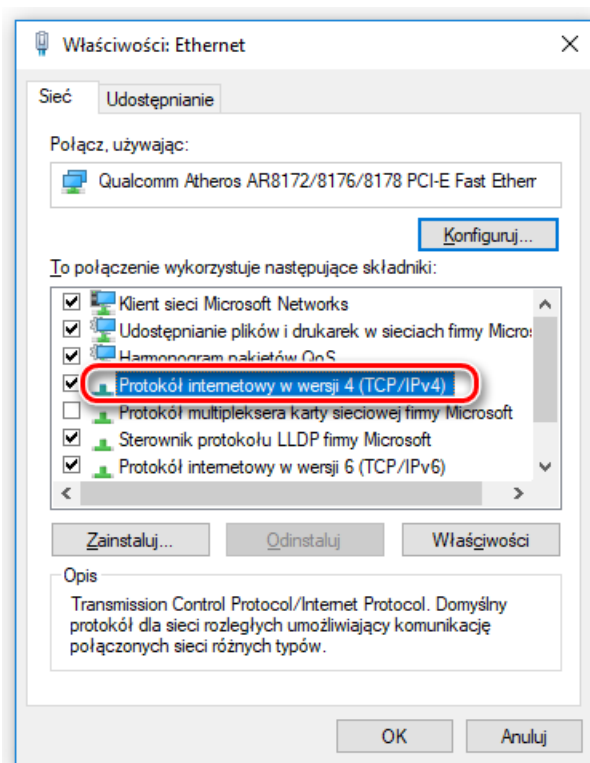 Właściwości: Ethernet
Sieć Udostępnianie
Połącz, używając:
Qualcomm Atheros AR8172/8176/8178 PCI-E Fast Ethern
Konfiguruj...
To połączenie wykorzystuje następujące składniki:
Klient sieci Microsoft Networks
Udostępnianie plików i drukarek w sieciach firmy Micro
Harmonogram pakietów QoS
Protokół internetowy w wersji 4 (TCP/IPv4)
Protokół multipleksera karty sieciowej firmy Microsoft
Sterownik protokołu LLDP firmy Microsoft
Protokół internetowy w wersji 6 (TCP/IPv6)
Zainstaluj... Odinstaluj Właściwości
Opis
Transmission Control Protocol/Internet Protocol. Domyślny
protokół dla sieci rozległych umożliwiający komunikację
połączonych sieci różnych typów.
OK Anuluj